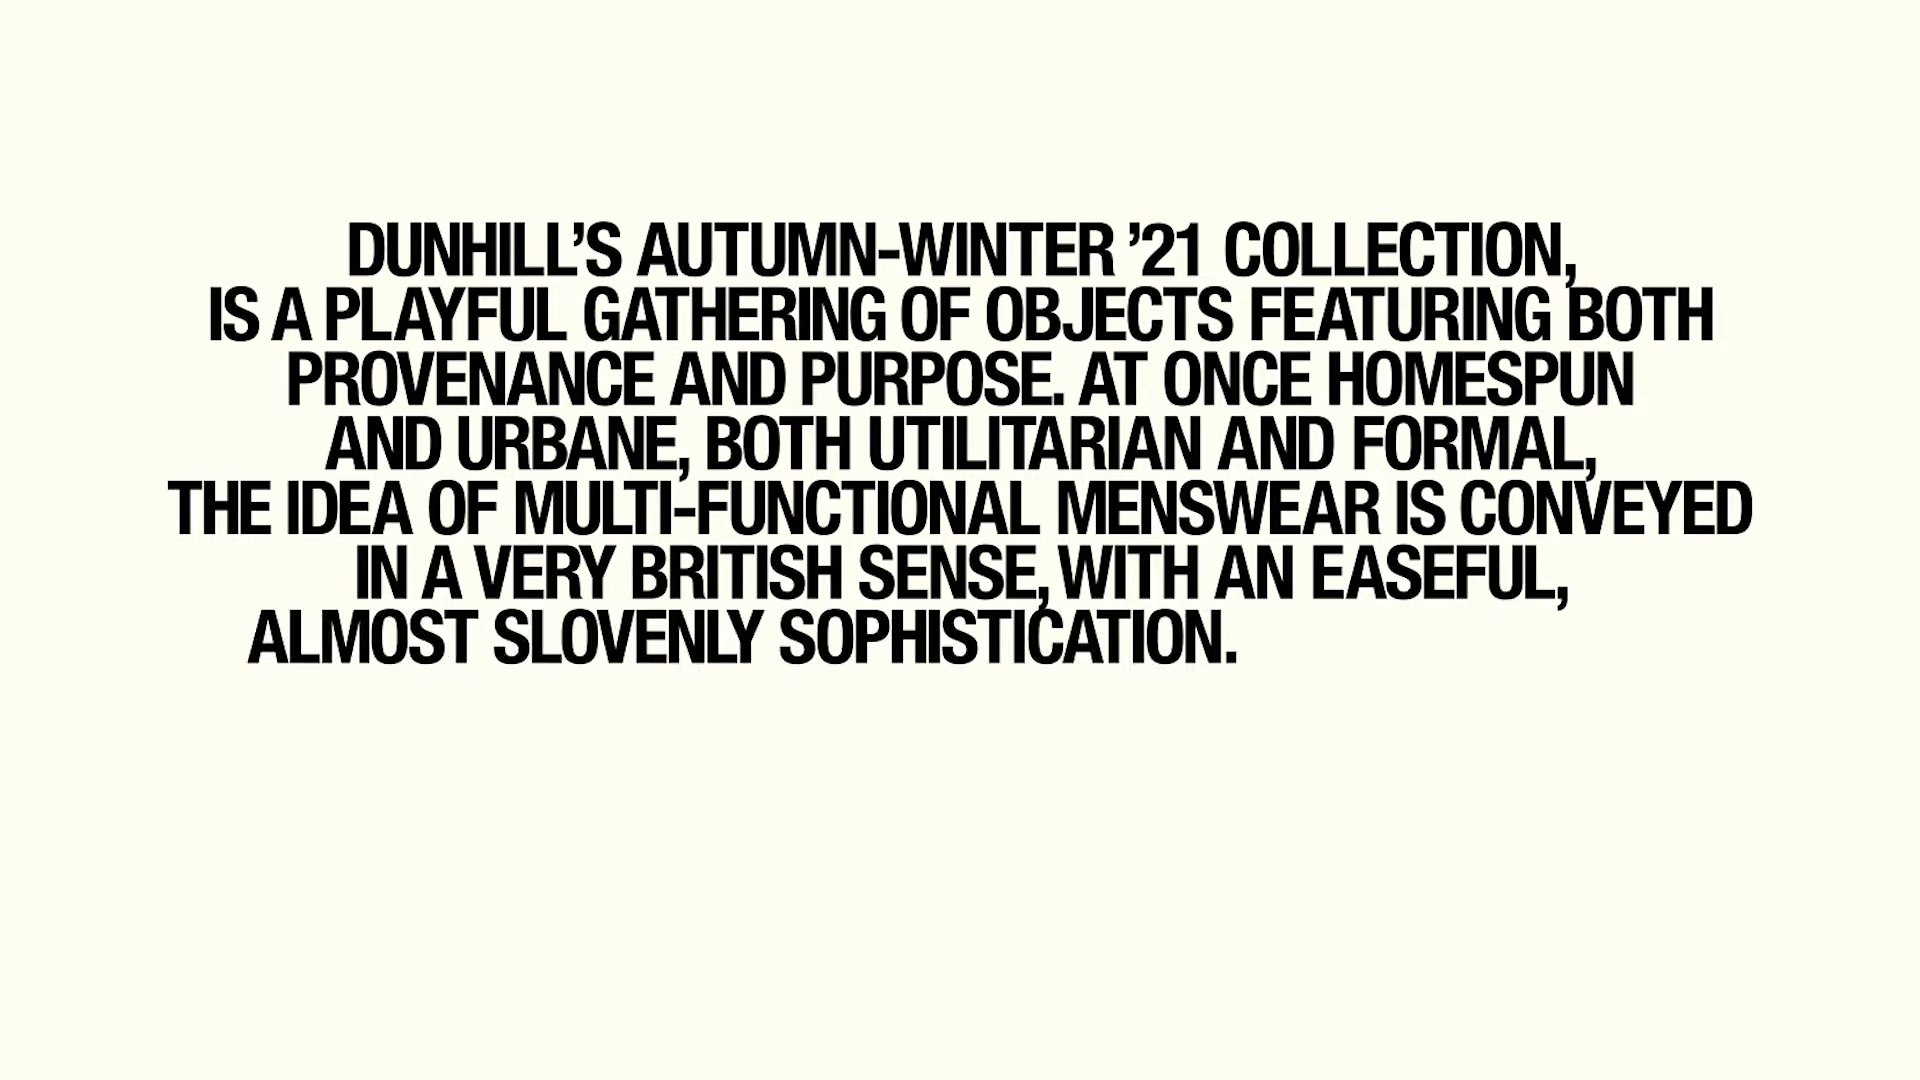 DUNHILL’S AUTUMN-WINTER ’21 COLLECTION,
IS A PLAYFUL GATHERING OF OBJECTS FEATURING BOTH
PROVENANCE AND PURPOSE. AT ONCE HOMESPUN
AND URBANE, BOTH UTILITARIAN AND FORMAL,
THE IDEA OF MULTI-FUNCTIONAL MENSWEAR IS CONVEYED
IN A VERY BRITISH SENSE, WITH AN EASEFUL,
ALMOST SLOVENLY SOPHISTICATION.